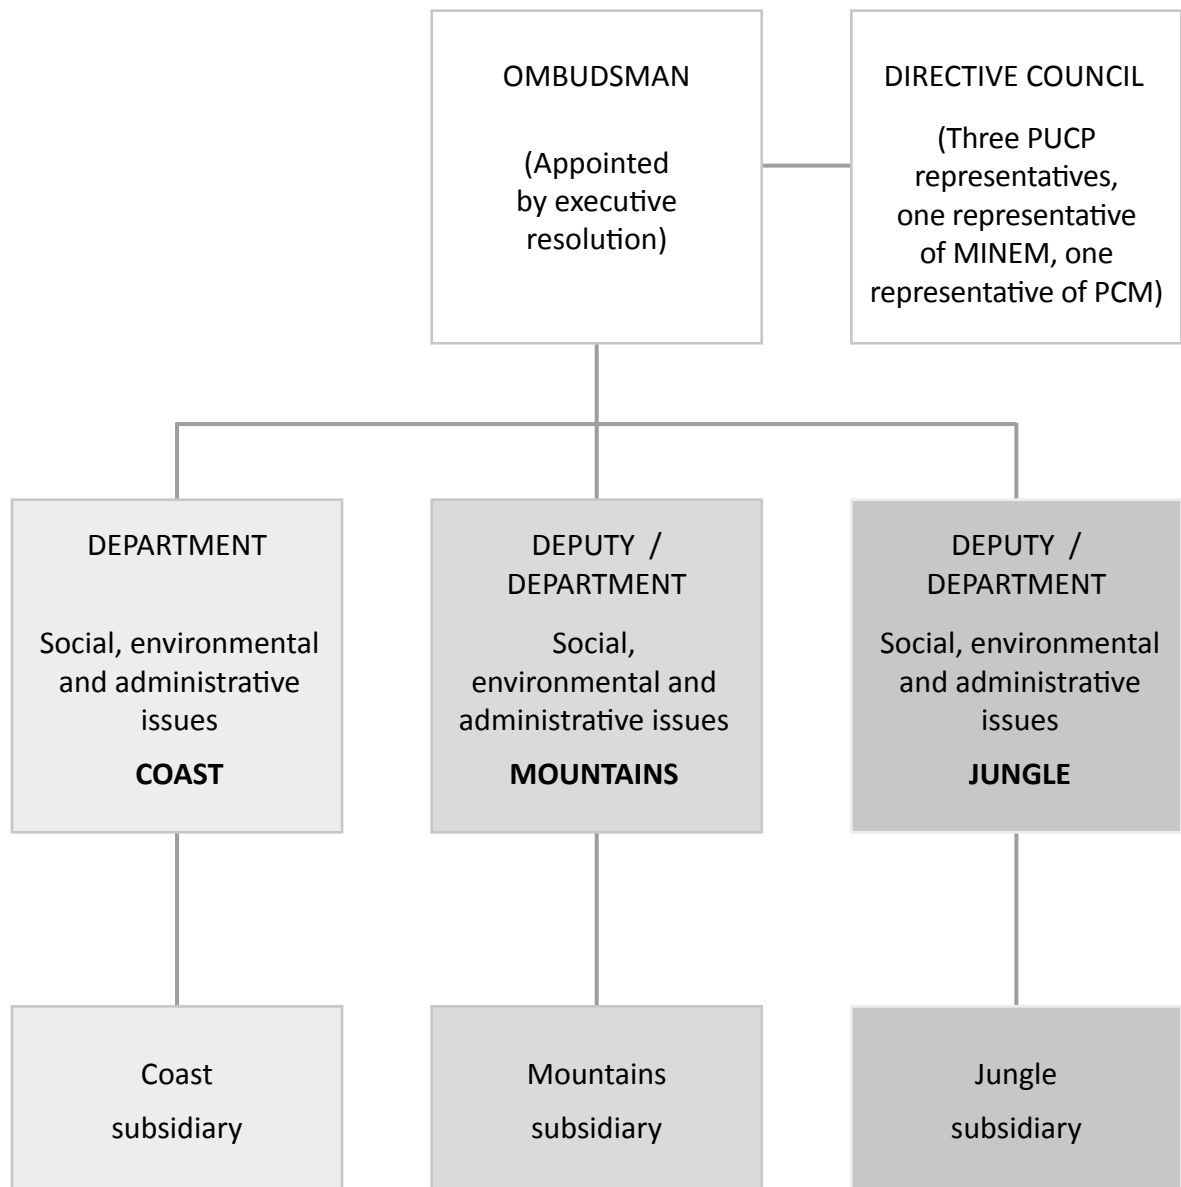 OMBUDSMAN
(Appointed
by executive
resolution)
DIRECTIVE COUNCIL
(Three PUCP
representatives,
one representative
of MINEM, one
representative of PCM)
DEPARTMENT
Social, environmental
and administrative
issues
COAST
DEPUTY /
DEPARTMENT
Social,
environmental and
administrative issues
MOUNTAINS
DEPUTY /
DEPARTMENT
Social, environmental
and administrative
issues
JUNGLE
Coast
subsidiary
Mountains
subsidiary
Jungle
subsidiary